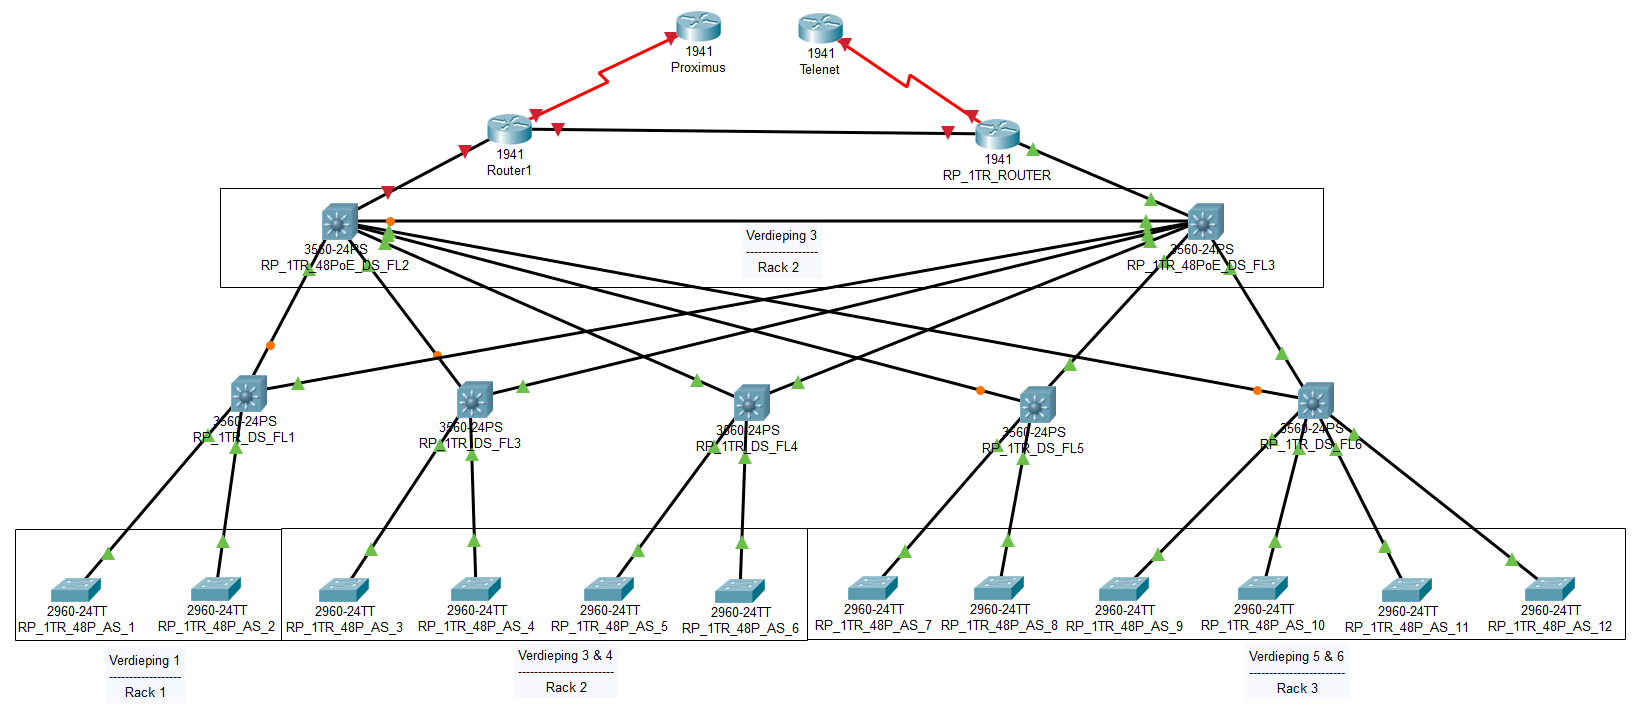 1941
Proximus
1941
Telenet
1941
Router1
1941
RP_1TR_ROUTER
3560-24PS
RP_1TR_48PoE_DS_FL2
Verdieping 3
------------------
Rack 2
3560-24PS
RP_1TR_48PoE_DS_FL3
3560-24PS
RP_1TR_DS_FL1
3560-24PS
RP_1TR_DS_FL3
3560-24PS
RP_1TR_DS_FL4
3560-24PS
RP_1TR_DS_FL5
3560-24PS
RP_1TR_DS_FL6
2960-24TT
RP_1TR_48P_AS_1
2960-24TT
RP_1TR_48P_AS_2
2960-24TT
RP_1TR_48P_AS_3
2960-24TT
RP_1TR_48P_AS_4
2960-24TT
RP_1TR_48P_AS_5
2960-24TT
RP_1TR_48P_AS_6
2960-24TT
RP_1TR_48P_AS_7
2960-24TT
RP_1TR_48P_AS_8
2960-24TT
RP_1TR_48P_AS_9
2960-24TT
RP_1TR_48P_AS_10
2960-24TT
RP_1TR_48P_AS_11
2960-24TT
RP_1TR_48P_AS_12
Verdieping 1
------------------
Rack 1
Verdieping 3 & 4
------------------------
Rack 2
Verdieping 5 & 6
------------------------
Rack 3